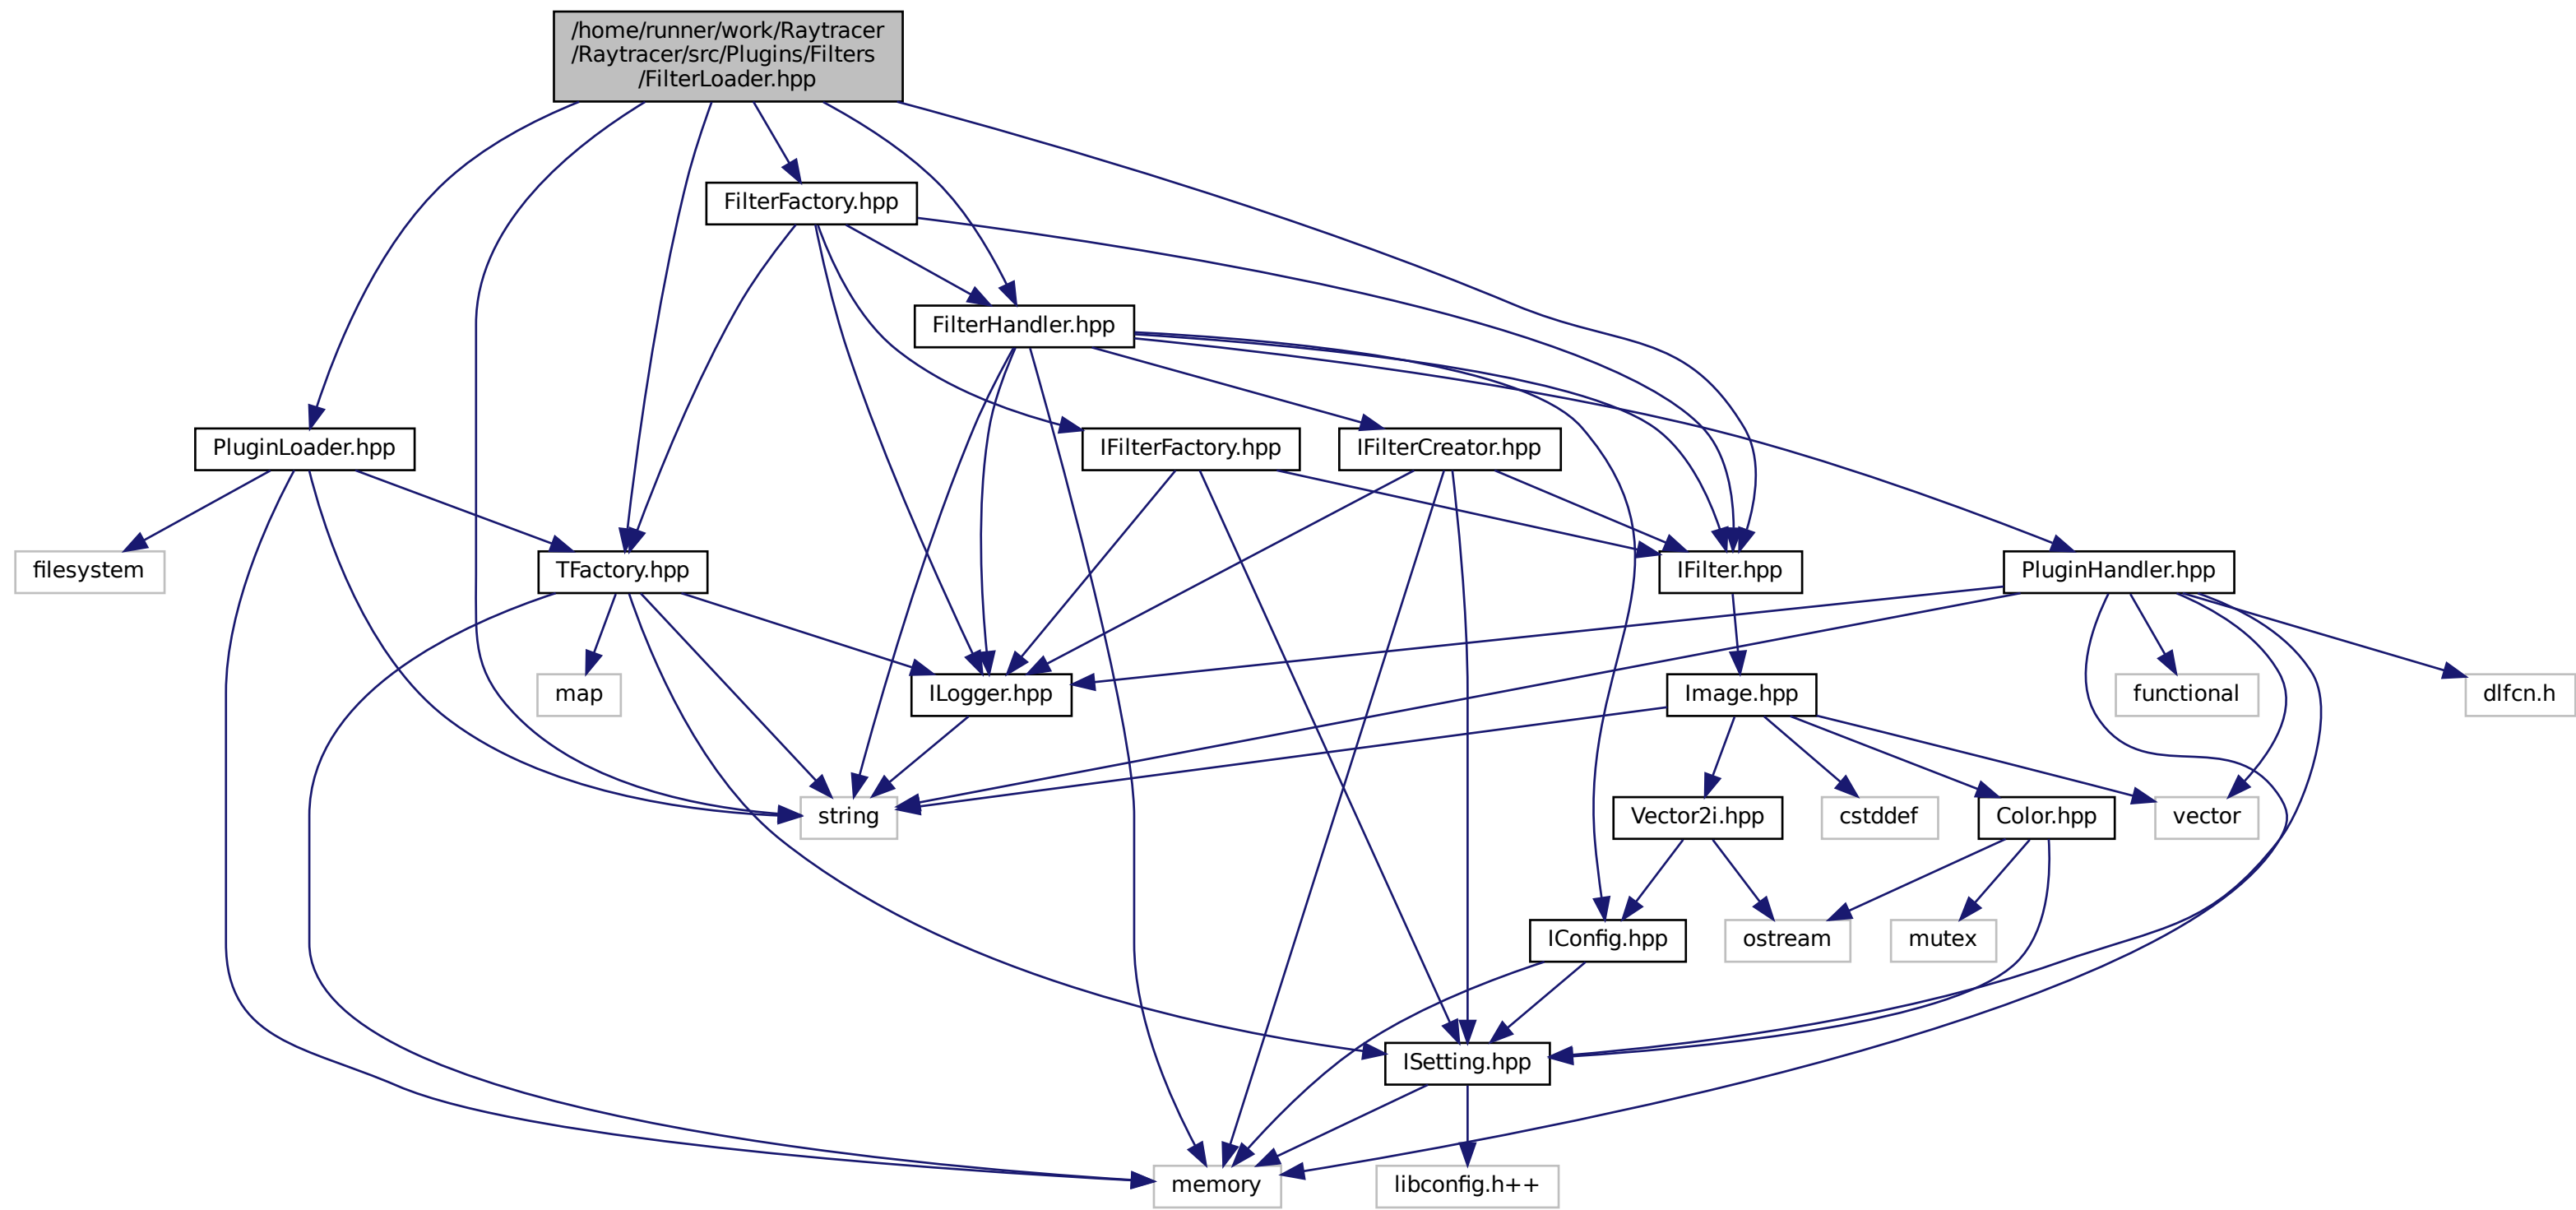 /home/runner/work/Raytracer
/Raytracer/src/Plugins/Filters
/FilterLoader.hpp
FilterFactory.hpp
FilterHandler.hpp
PluginLoader.hpp
IFilterFactory.hpp
IFilterCreator.hpp
filesystem
TFactory.hpp
IFilter.hpp
PluginHandler.hpp
map
ILogger.hpp
Image.hpp
functional
dlfcn.h
string
Vector2i.hpp
cstddef
Color.hpp
vector
IConfig.hpp
ostream
mutex
ISetting.hpp
memory
libconfig.h++